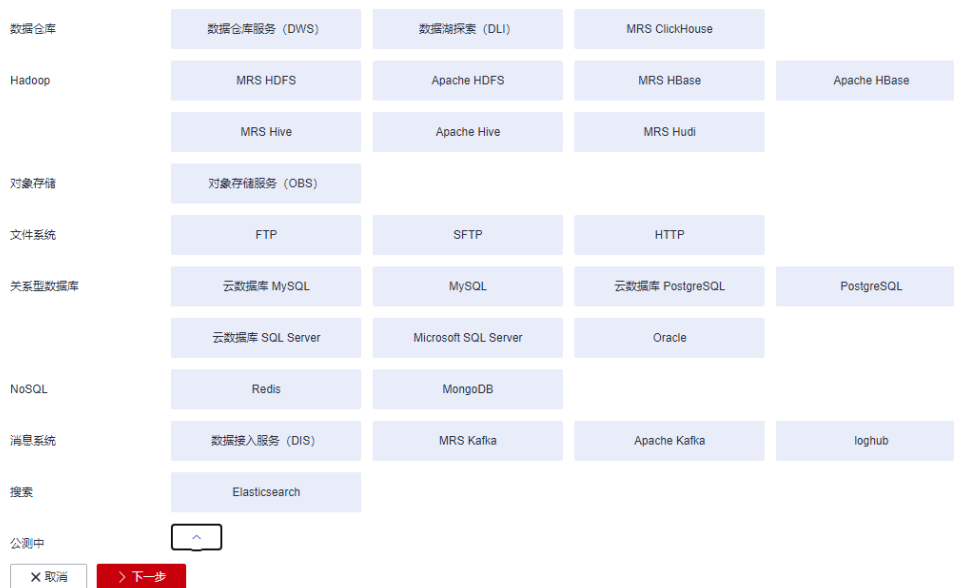 数据仓库 数据仓库服务（DWS） 数据湖探索（DLI） MRS ClickHouse
Hadoop MRS HDFS Apache HDFS MRS HBase Apache HBase
MRS Hive Apache Hive MRS Hudi
对象存储 对象存储服务（OBS）
文件系统 FTP SFTP HTTP
关系型数据库 云数据库 MySQL MySQL 云数据库 PostgreSQL PostgreSQL
云数据库 SQL Server Microsoft SQL Server Oracle
NoSQL Redis MongoDB
消息系统 数据接入服务（DIS） MRS Kafka Apache Kafka loghub
搜索 Elasticsearch
公测中
取消 下一步